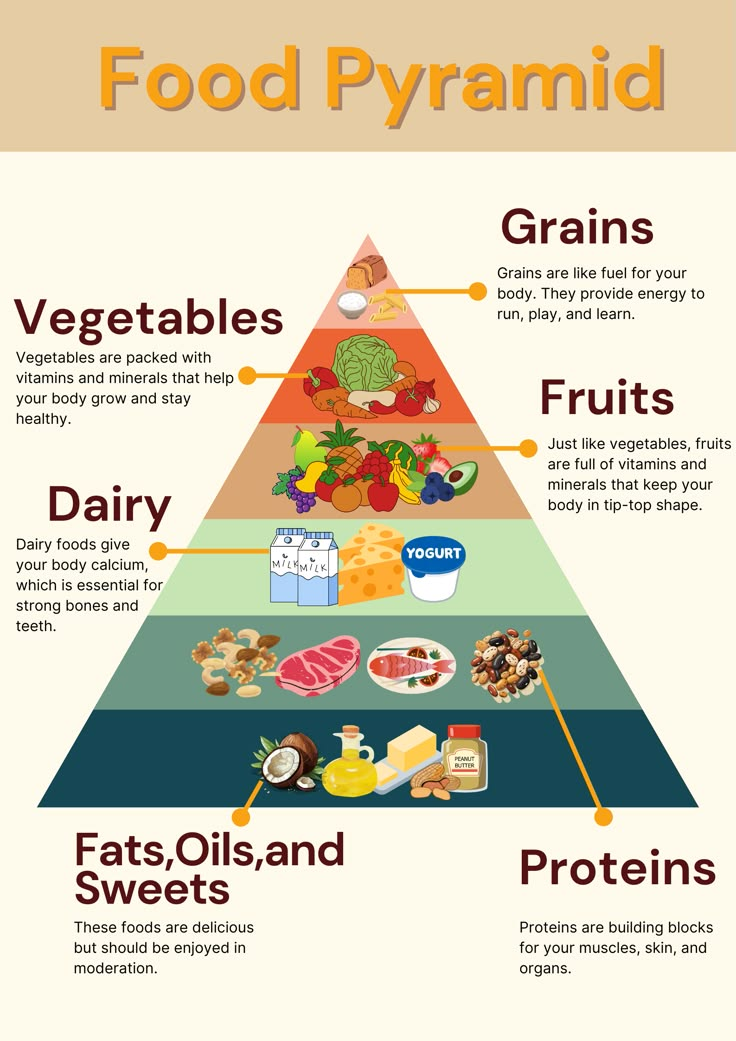 Food Pyramid
Grains
Grains are like fuel for your
body. They provide energy to
run, play, and learn.
Vegetables
Vegetables are packed with
vitamins and minerals that help
your body grow and stay
healthy.
Fruits
Just like vegetables, fruits
are full of vitamins and
minerals that keep your
body in tip-top shape.
Dairy
Dairy foods give
your body calcium,
which is essential for
strong bones and
teeth.
MILK
MILK
YOGURT
PEANUT
BUTTER
Fats,Oils,and
Sweets
These foods are delicious
but should be enjoyed in
moderation.
Proteins
Proteins are building blocks
for your muscles, skin, and
organs.